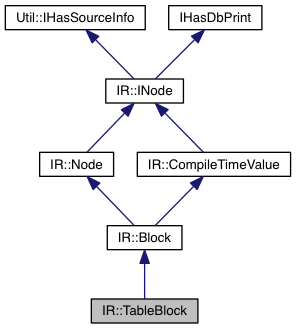 Util::IHasSourceInfo
IHasDbPrint
IR::INode
IR::Node
IR::CompileTimeValue
IR::Block
IR::TableBlock